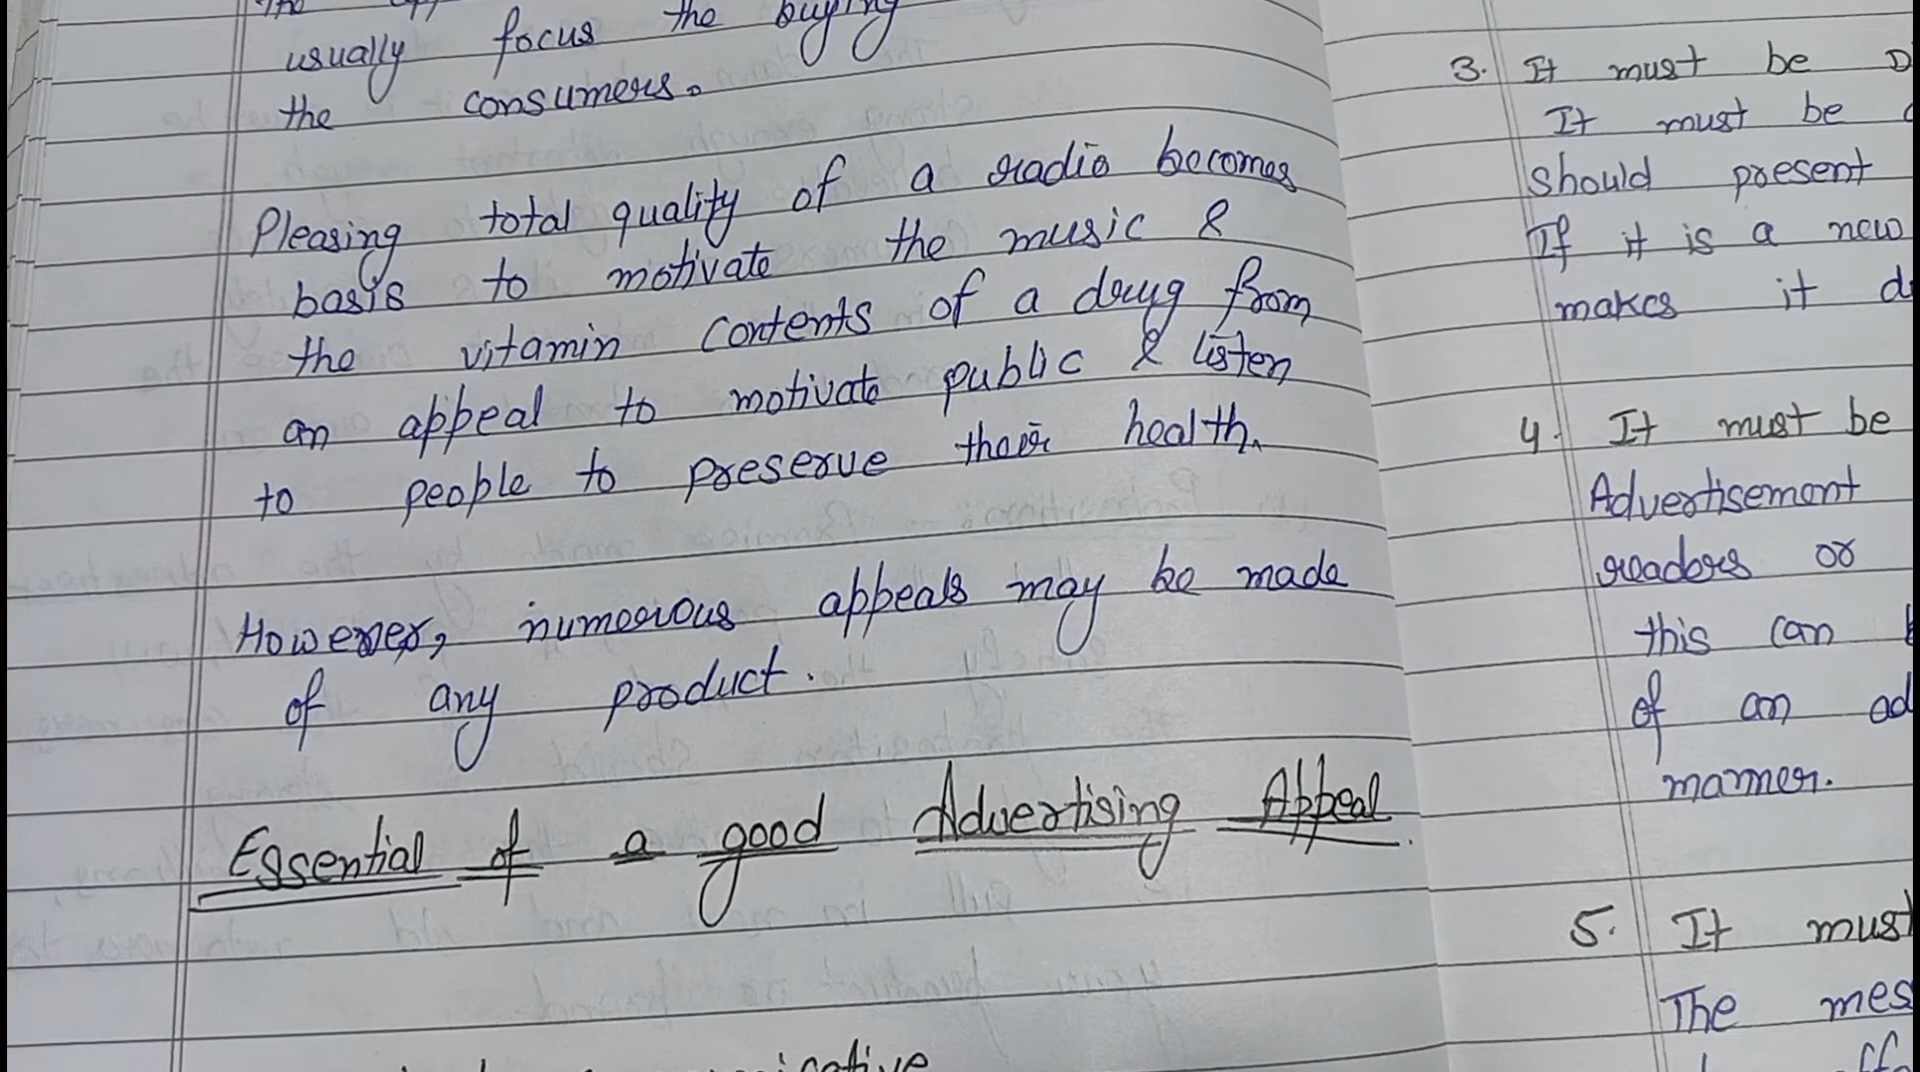 usually focus the buying
the consumers.
Pleasing total quality of a radio becomes
basis to motivate the music &
the vitamin contents of a drug from
an appeal to motivate public & listen
to people to preserve their health.
However, numerous appeals may be made
of any product.
Essential of a good Advertising Appeal.
3. It must be D
It must be
should present
If it is a new
makes it d
4. It must be
Advertisement
readers or
this can
of an ad
manner.
5. It must
The mes